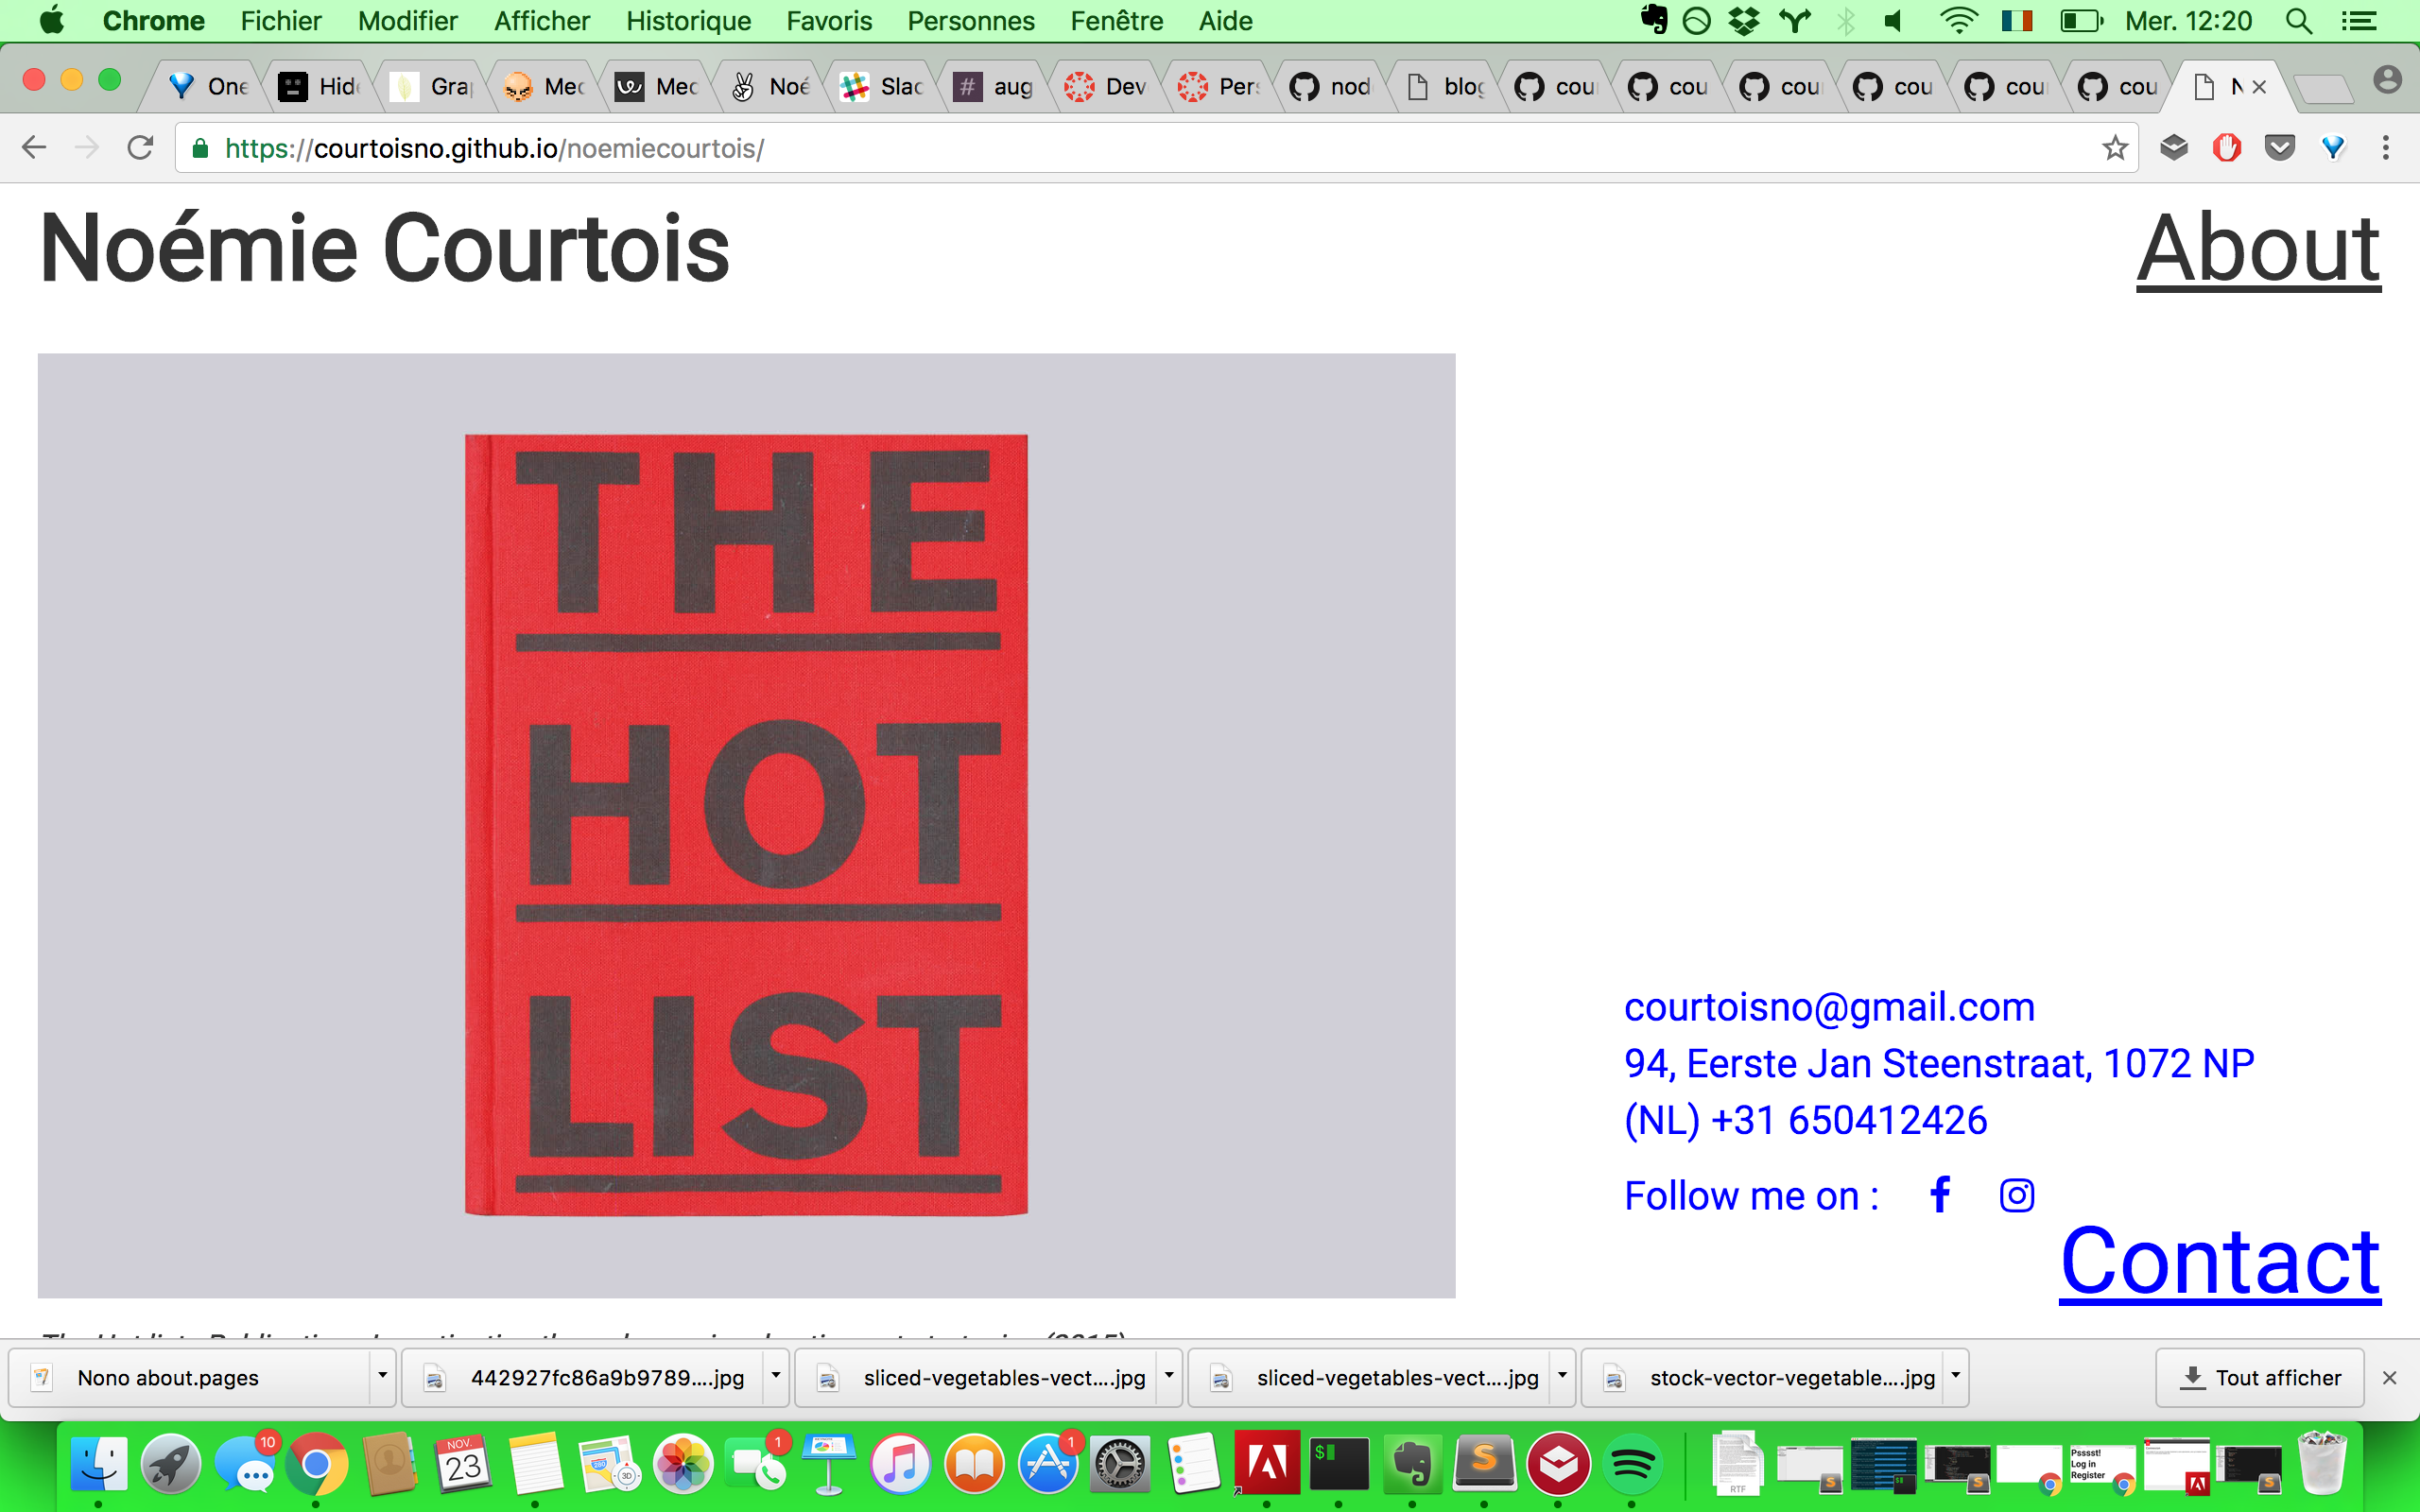 Chrome Fichier Modifier Afficher Historique Favoris Personnes Fenêtre Aide Mer. 12:20
One Hid Gra Med Med Noé Slac # aug Dev Pers nod blog cou cou cou cou cou cou N
https://courtoisno.github.io/noemiecourtois/
Noémie Courtois
About
THE
HOT
LIST
courtoisno@gmail.com
94, Eerste Jan Steenstraat, 1072 NP
(NL) +31 650412426
Follow me on :
Contact
Nono about.pages 442927fc86a9b9789....jpg sliced-vegetables-vect....jpg sliced-vegetables-vect....jpg stock-vector-vegetable....jpg Tout afficher
10 NOV. 23 3D 1 1 $ S RTF
Psssst!
Log in
Register